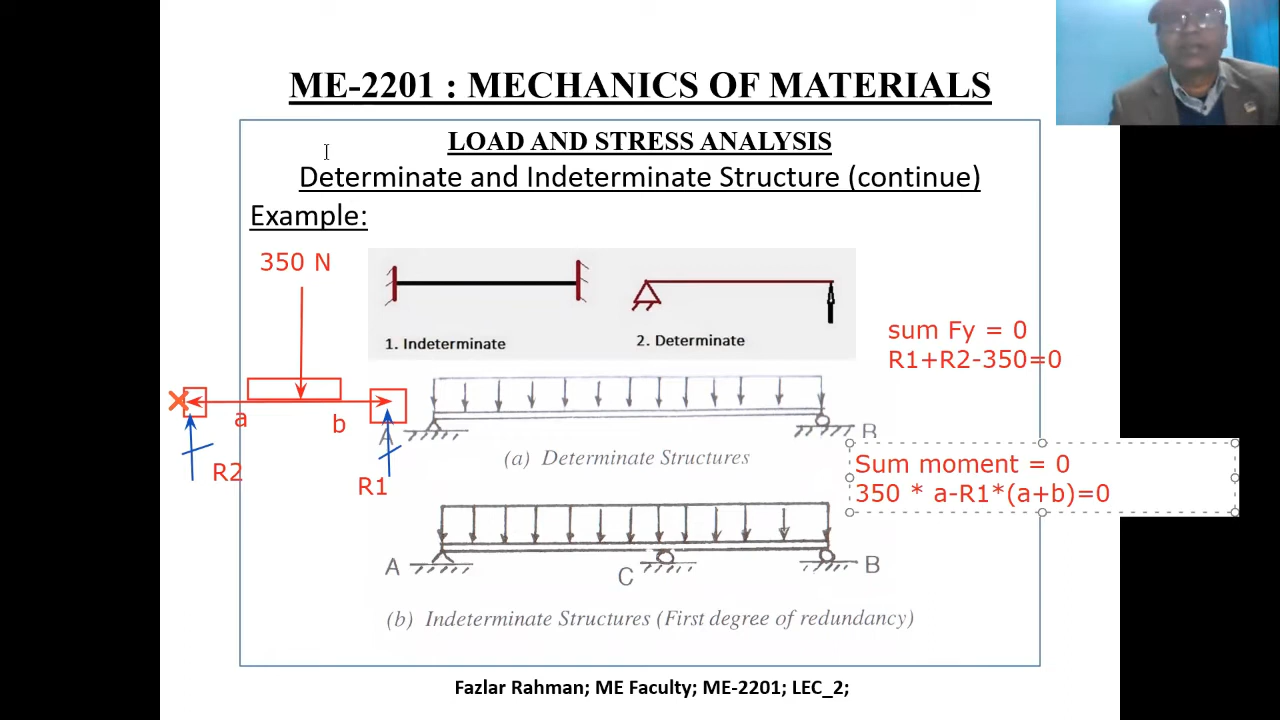 ME-2201 : MECHANICS OF MATERIALS
LOAD AND STRESS ANALYSIS
Determinate and Indeterminate Structure (continue)
Example:
350 N
1. Indeterminate
2. Determinate
sum Fy = 0
R1+R2-350=0
a
b
R2
R1
A
B
(a) Determinate Structures
Sum moment = 0
350 * a-R1*(a+b)=0
A
C
B
(b) Indeterminate Structures (First degree of redundancy)
Fazlar Rahman; ME Faculty; ME-2201; LEC_2;